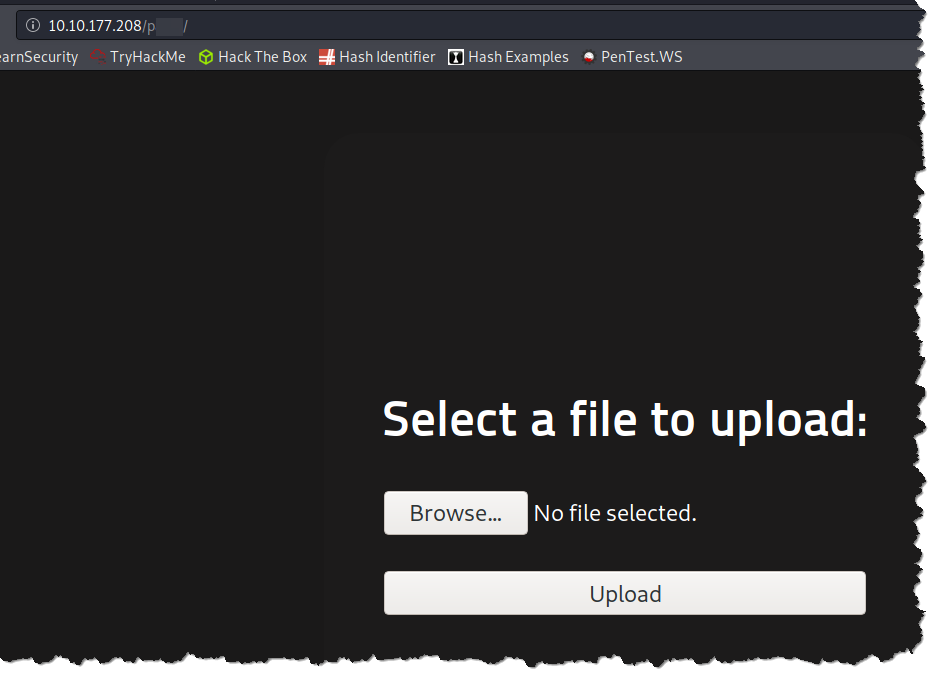 10.10.177.208/p /
earnSecurity TryHackMe Hack The Box Hash Identifier Hash Examples PenTest.WS
Select a file to upload:
Browse... No file selected.
Upload